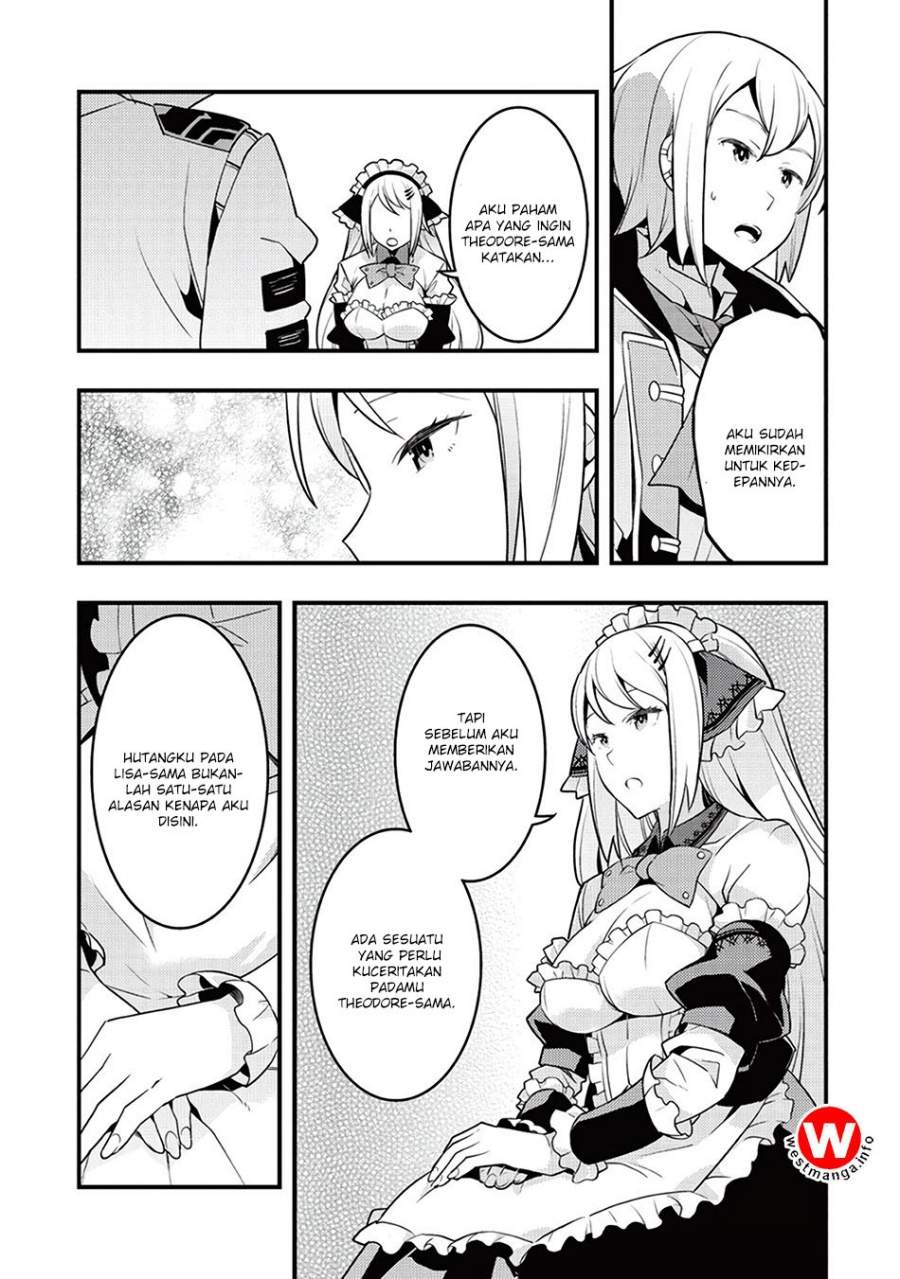 AKU SUDAH
MEMIKIRKAN
UNTUK KED-
EPANNYA.
AKU PAHAM
APA YANG INGIN
THEODORE-SAMA
KATAKAN...
TAPI
SEBELUM AKU
MEMBERIKAN
JAWABANNYA.
ADA SESUATU
YANG PERLU
KUCERITAKAN
PADAMU
THEODORE-SAMA.
HUTANGKU PADA
LISA-SAMA BUKAN-
LAH SATU-SATU
ALASAN KENAPA AKU
DISINI.
W
westmanga.info